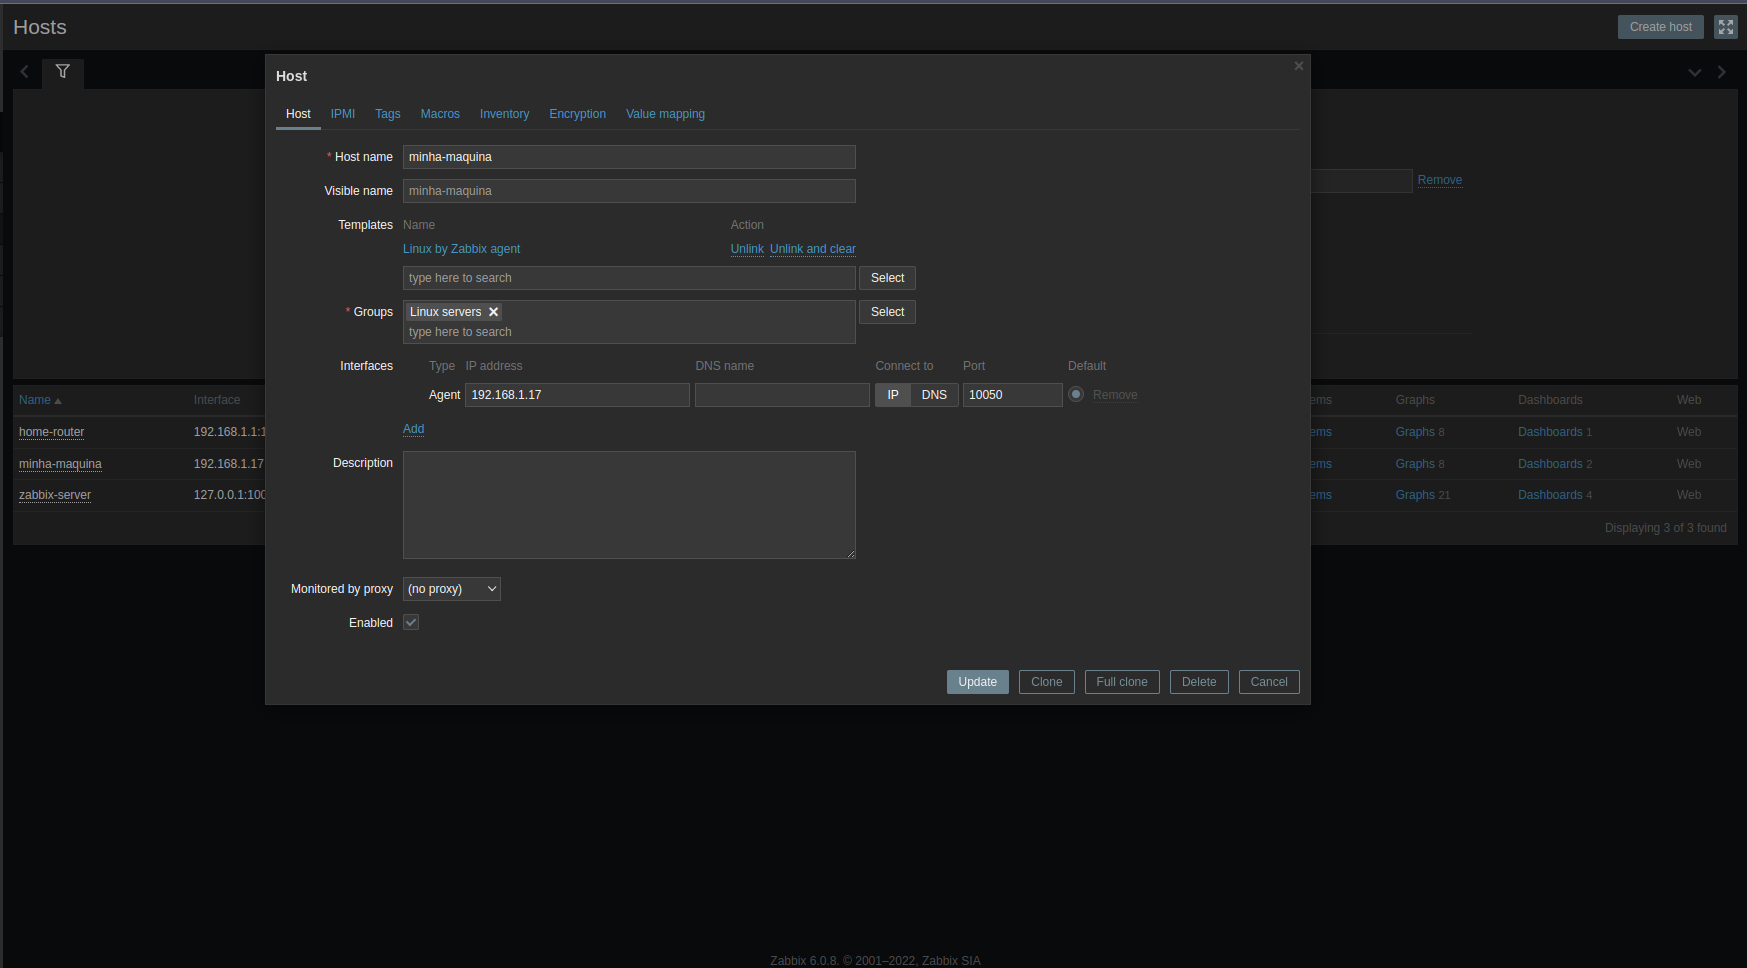 Hosts
Create host
Host
Host IPMI Tags Macros Inventory Encryption Value mapping
* Host name minha-maquina
Visible name minha-maquina
Remove
Templates Name Action
Linux by Zabbix agent Unlink Unlink and clear
type here to search Select
* Groups Linux servers Select
type here to search
Interfaces Type IP address DNS name Connect to Port Default
Agent 192.168.1.17 IP DNS 10050 Remove
Add
Name Interface ems Graphs Dashboards Web
home-router 192.168.1.1:1 ems Graphs 8 Dashboards 1 Web
minha-maquina 192.168.1.17 ems Graphs 8 Dashboards 2 Web
zabbix-server 127.0.0.1:100 ems Graphs 21 Dashboards 4 Web
Displaying 3 of 3 found
Description
Monitored by proxy (no proxy)
Enabled
Update Clone Full clone Delete Cancel
Zabbix 6.0.8. © 2001–2022, Zabbix SIA